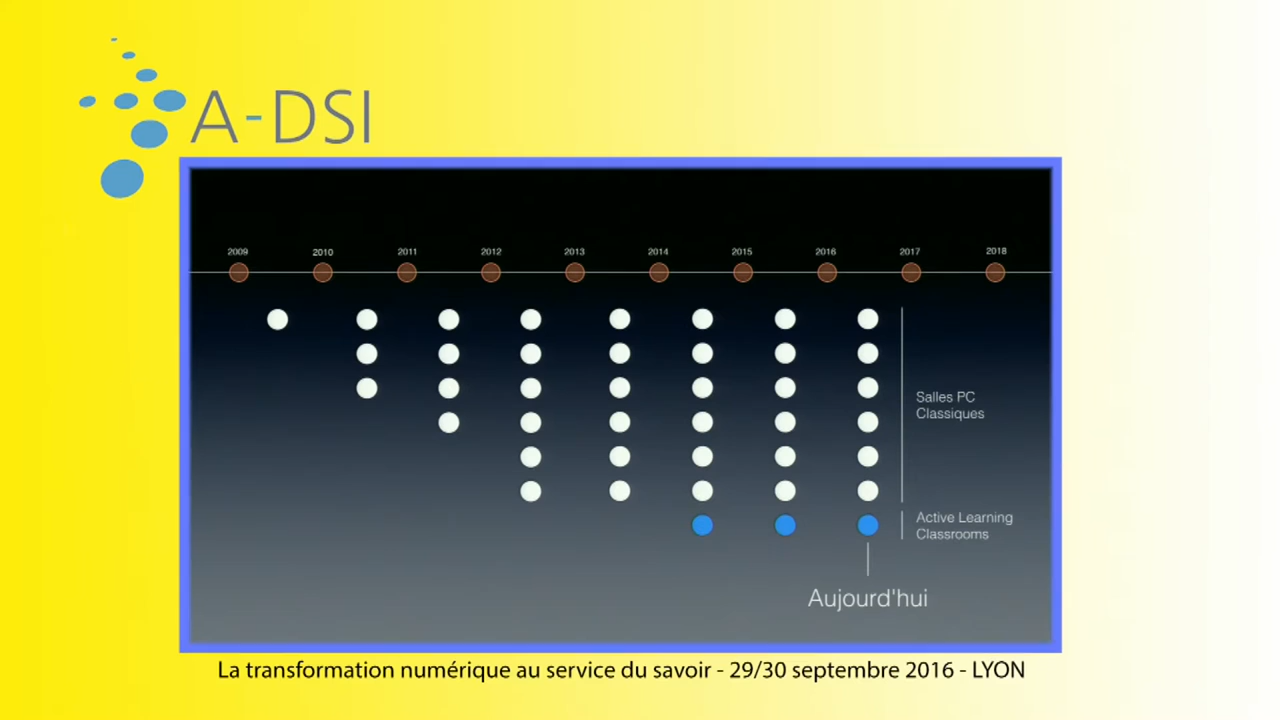 A-DSI
2009 2010 2011 2012 2013 2014 2015 2016 2017 2018
Salles PC
Classiques
Active Learning
Classrooms
Aujourd'hui
La transformation numérique au service du savoir - 29/30 septembre 2016 - LYON